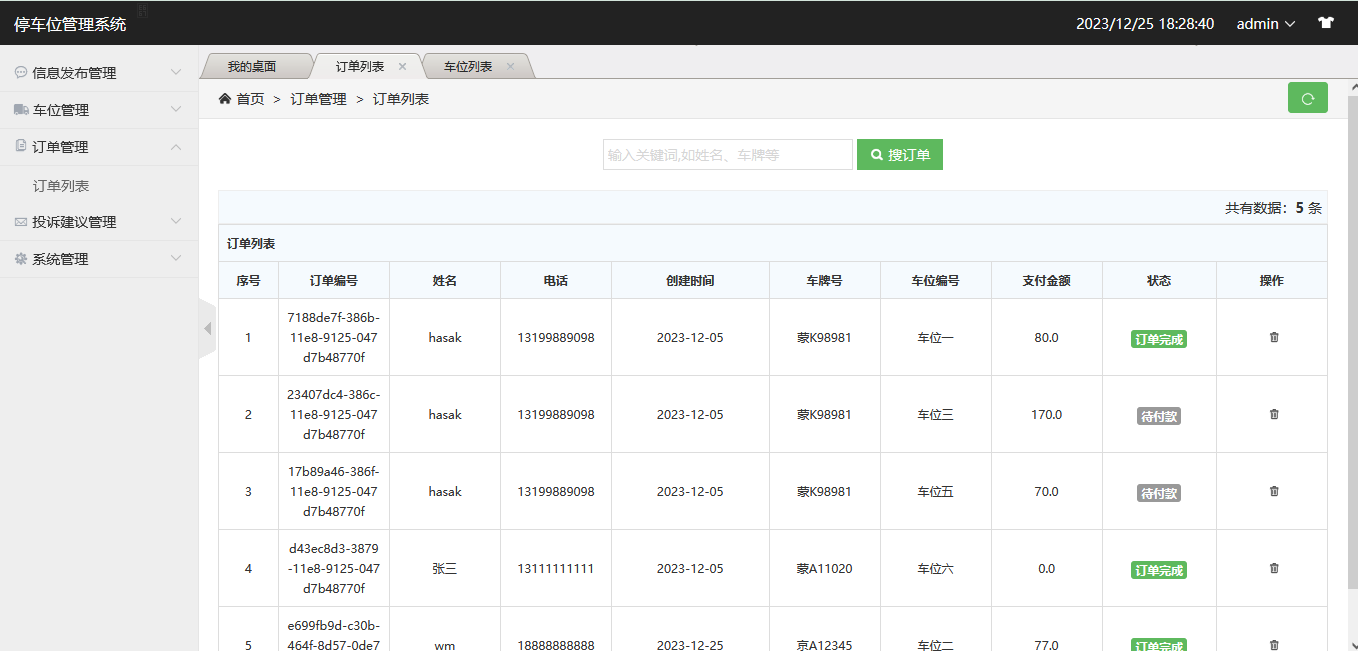 停车位管理系统
2023/12/25 18:28:40 admin
信息发布管理
车位管理
订单管理
订单列表
投诉建议管理
系统管理
我的桌面 订单列表 车位列表
首页 > 订单管理 > 订单列表
输入关键词,如姓名、车牌等 搜订单
共有数据：5 条
订单列表
序号 订单编号 姓名 电话 创建时间 车牌号 车位编号 支付金额 状态 操作
7188de7f-386b-
1 11e8-9125-047 hasak 13199889098 2023-12-05 蒙K98981 车位一 80.0 订单完成
d7b48770f
23407dc4-386c-
2 11e8-9125-047 hasak 13199889098 2023-12-05 蒙K98981 车位三 170.0 待付款
d7b48770f
17b89a46-386f-
3 11e8-9125-047 hasak 13199889098 2023-12-05 蒙K98981 车位五 70.0 待付款
d7b48770f
d43ec8d3-3879
4 -11e8-9125-047 张三 13111111111 2023-12-05 蒙A11020 车位六 0.0 订单完成
d7b48770f
e699fb9d-c30b-
5 464f-8d57-0de7 wm 18888888888 2023-12-25 京A12345 车位二 77.0 订单完成